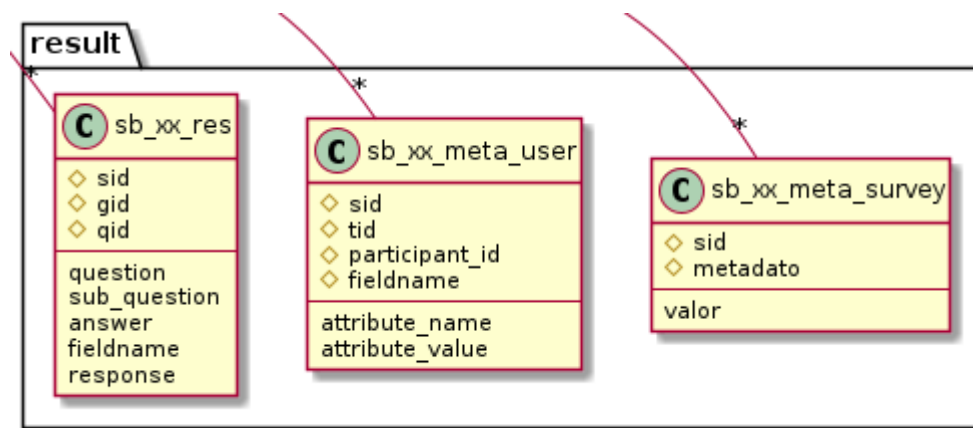 result
*
*
*
C sb_xx_res
sid
gid
qid
question
sub_question
answer
fieldname
response
C sb_xx_meta_user
sid
tid
participant_id
fieldname
attribute_name
attribute_value
C sb_xx_meta_survey
sid
metadato
valor